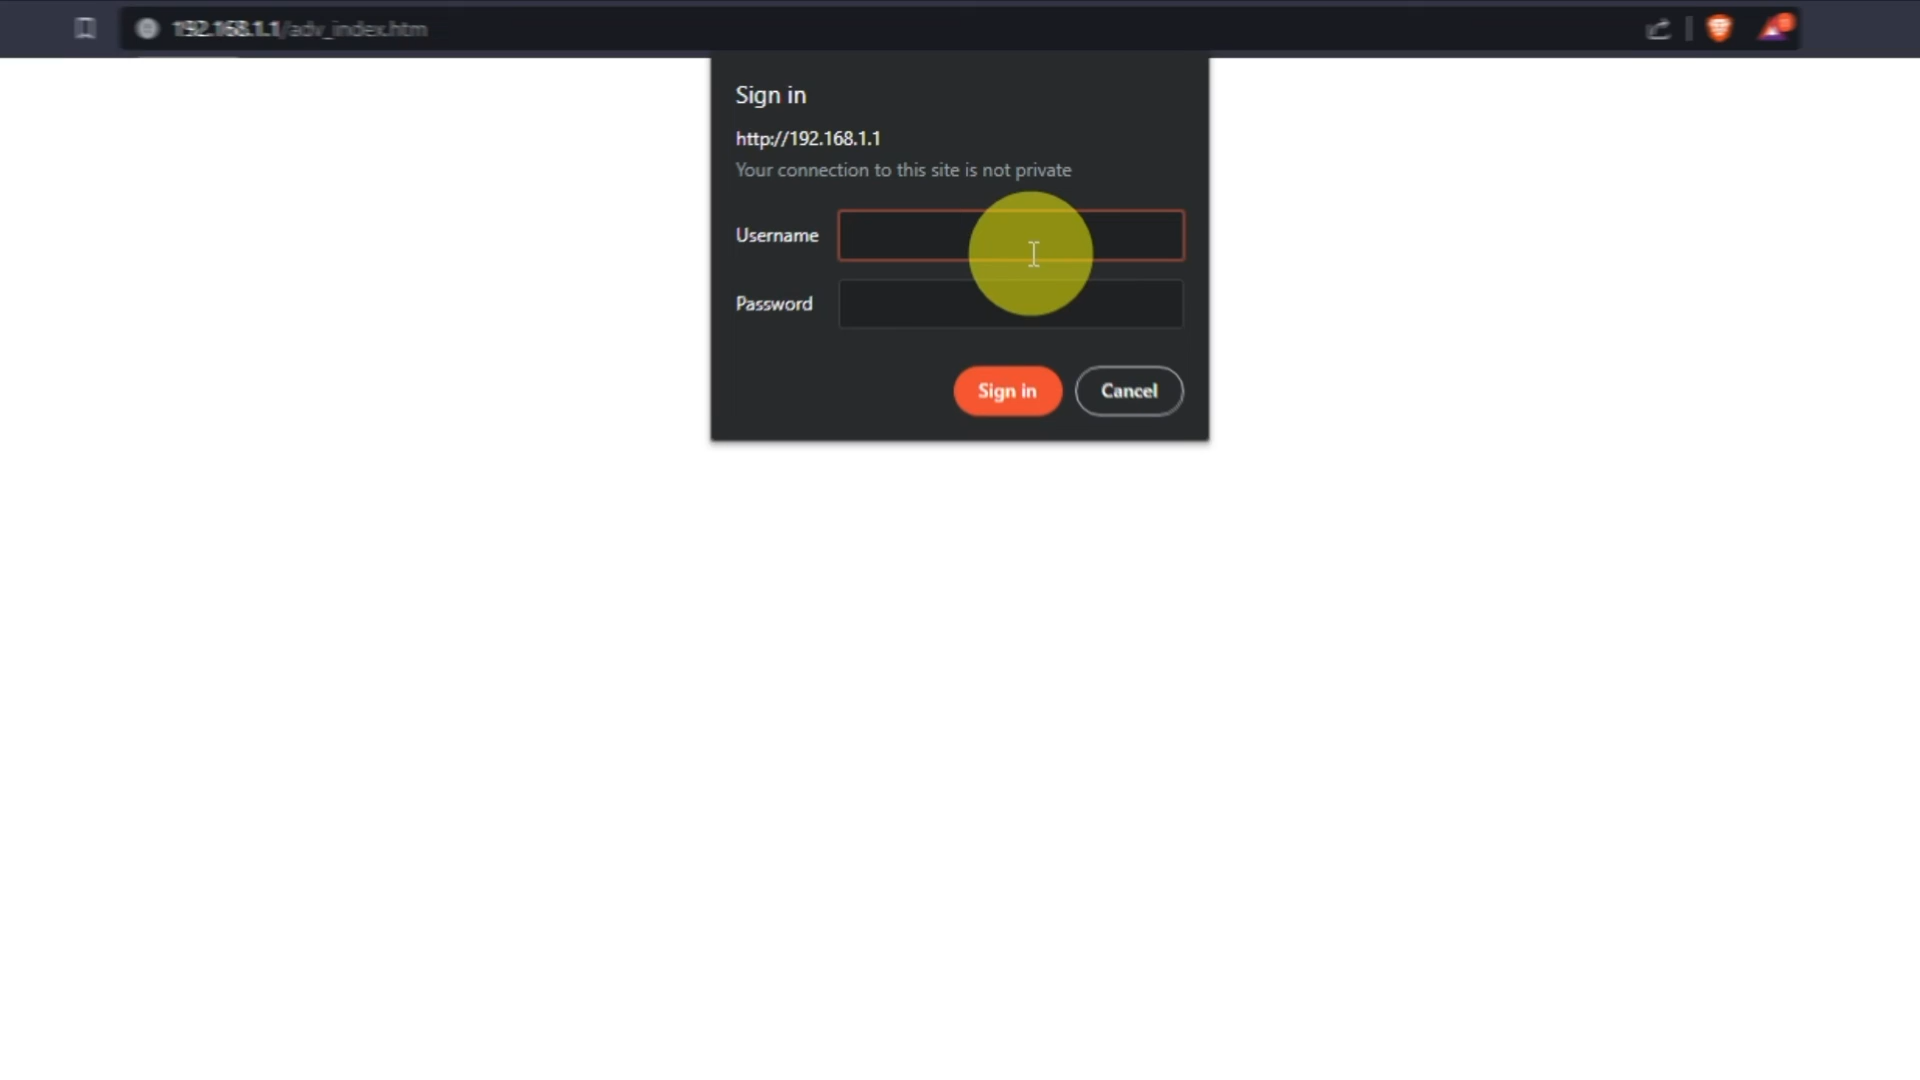 192.168.1.1/adv_index.htm
Sign in
http://192.168.1.1
Your connection to this site is not private
Username
Password
Sign in
Cancel